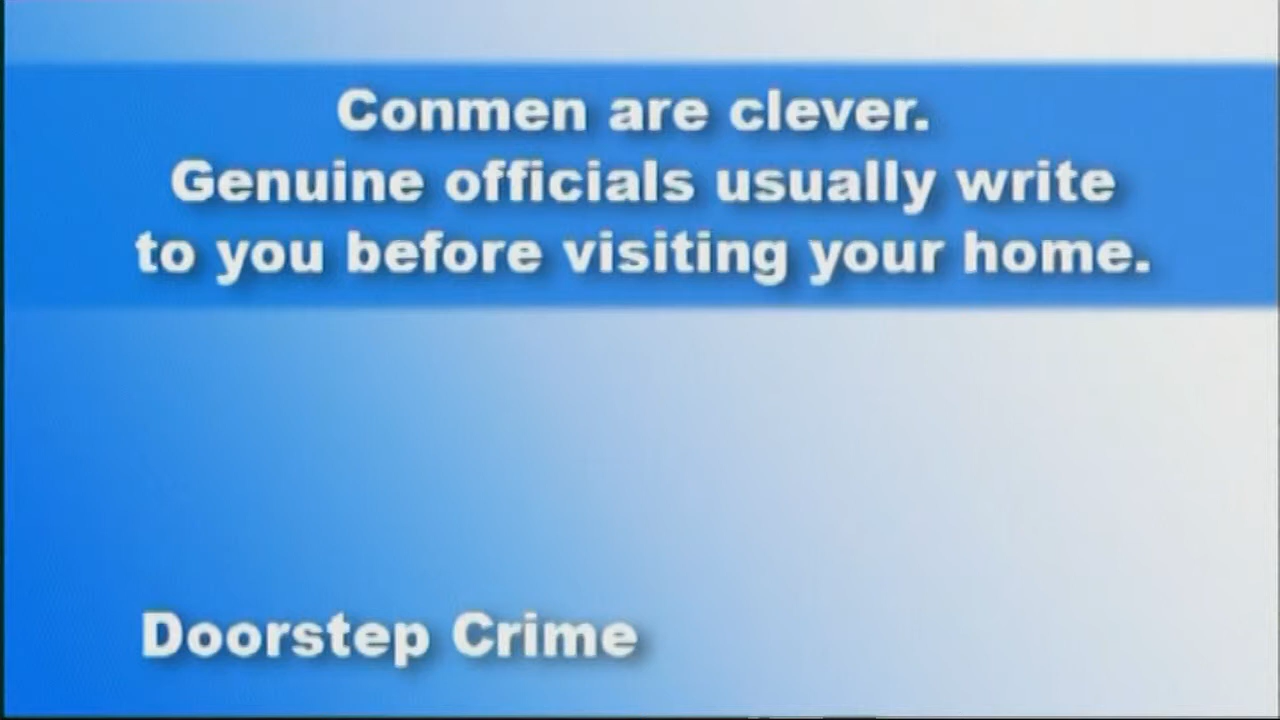 Conmen are clever.
Genuine officials usually write
to you before visiting your home.
Doorstep Crime